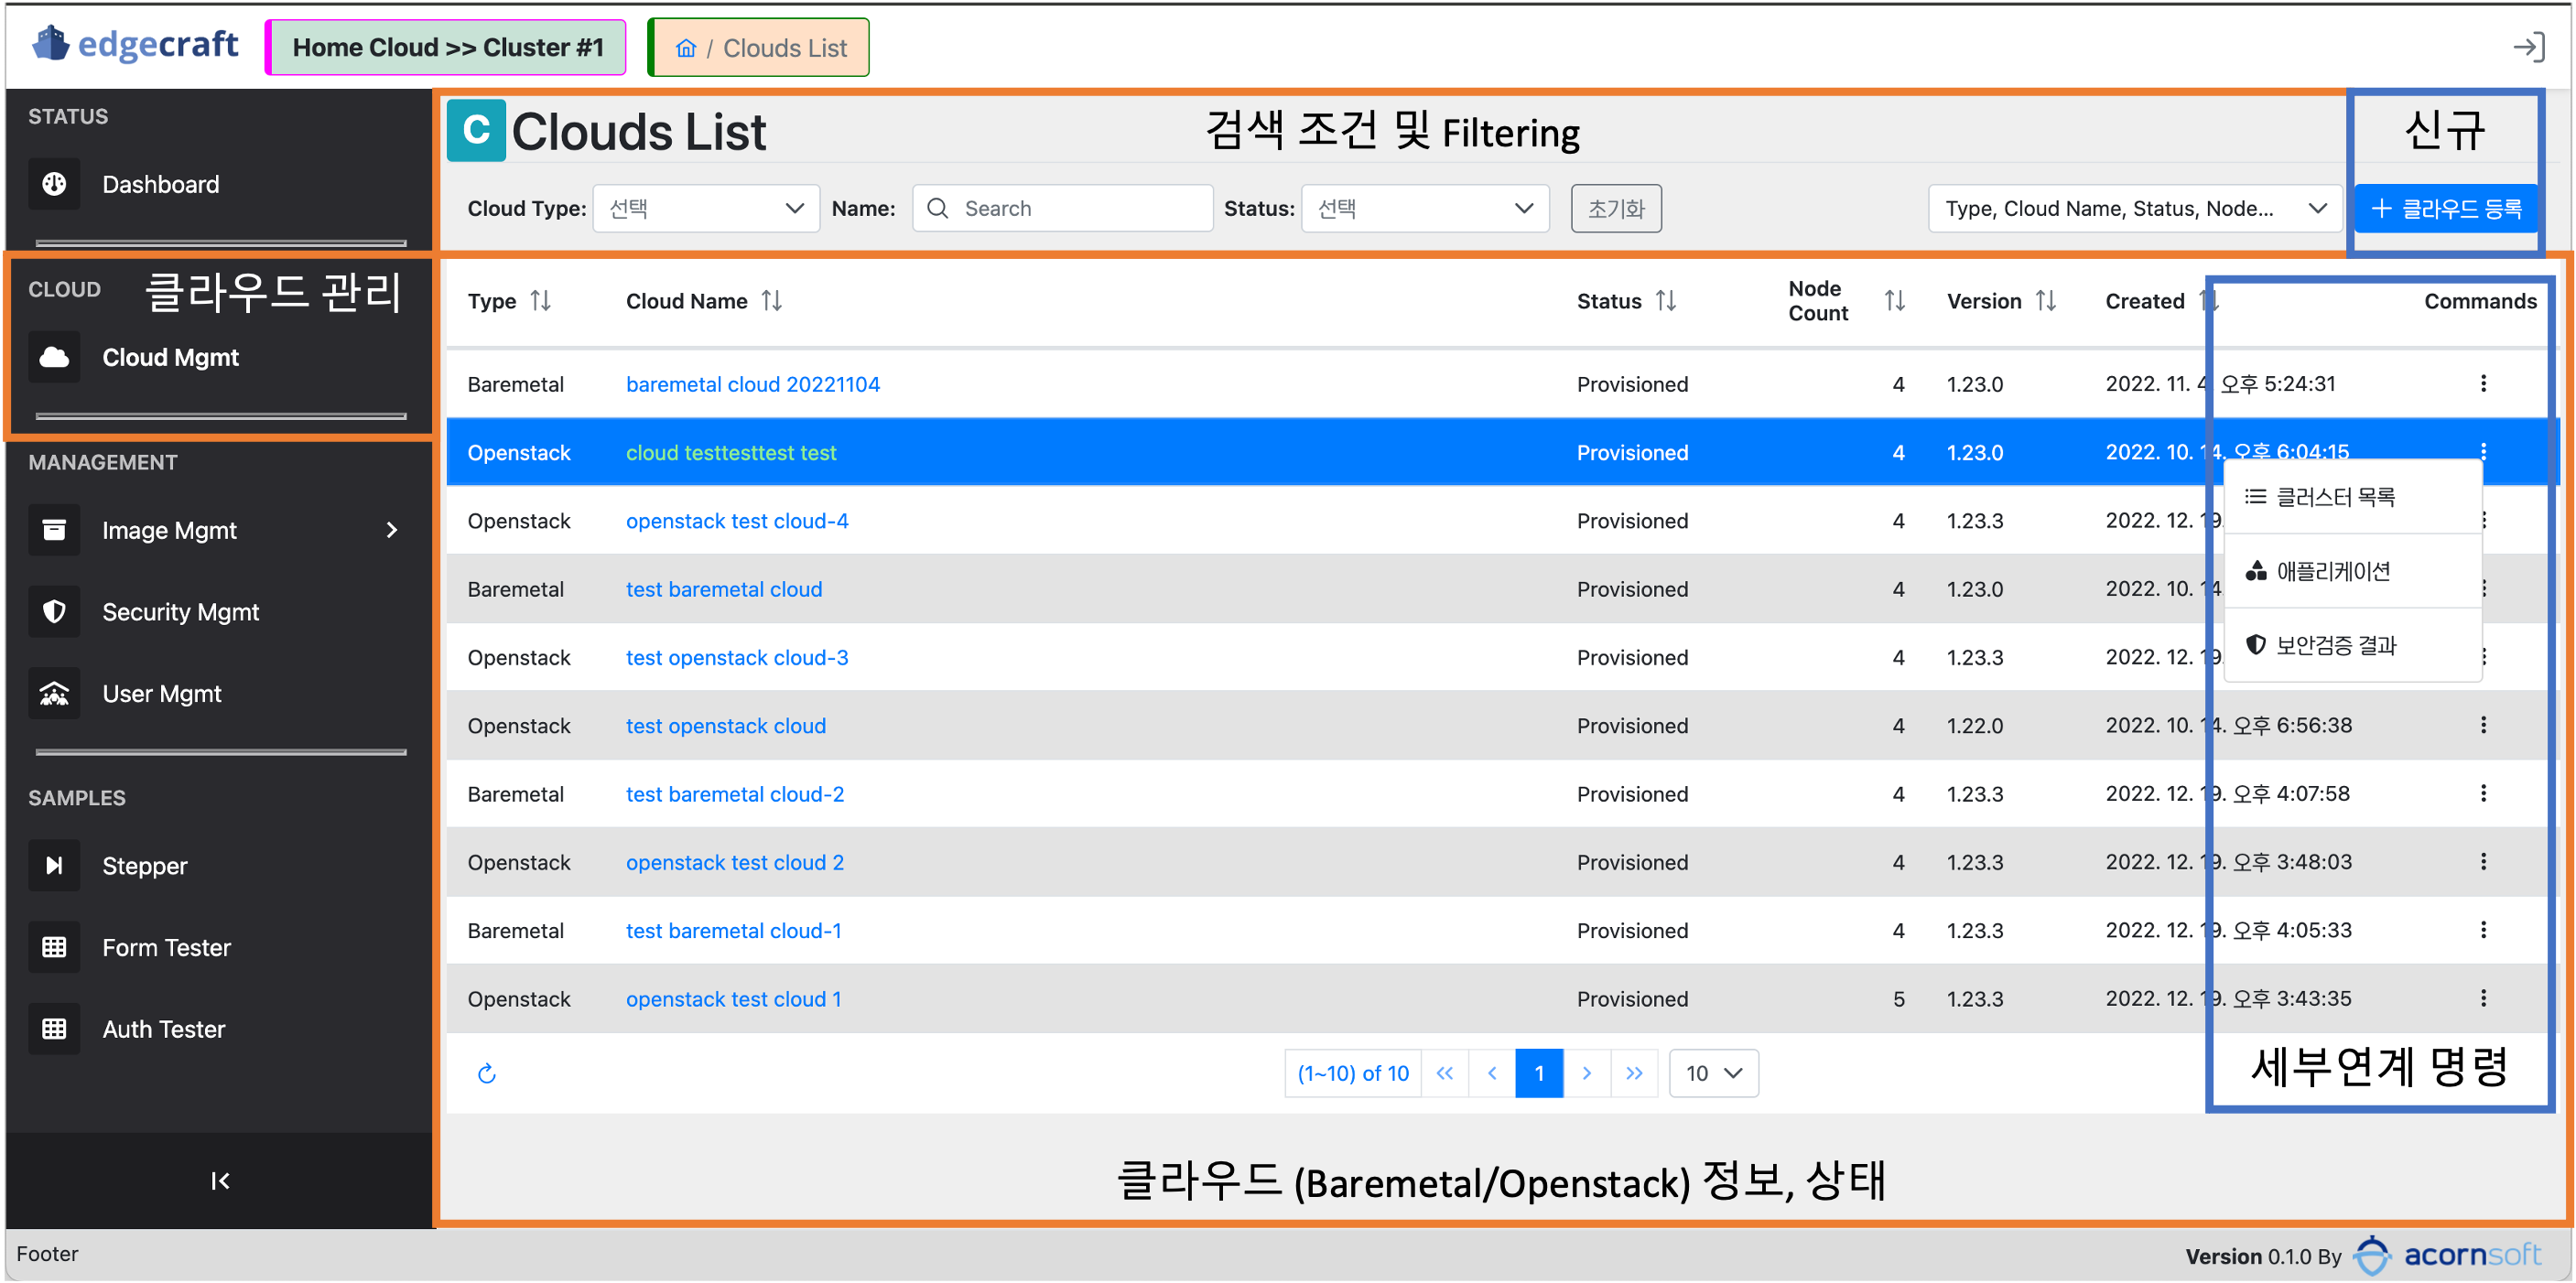 edgecraft
Home Cloud >> Cluster #1
/ Clouds List
STATUS
Dashboard
CLOUD 클라우드 관리
Cloud Mgmt
MANAGEMENT
Image Mgmt
Security Mgmt
User Mgmt
SAMPLES
Stepper
Form Tester
Auth Tester
C Clouds List 검색 조건 및 Filtering 신규
Cloud Type: 선택 Name: Search Status: 선택 초기화 Type, Cloud Name, Status, Node... + 클라우드 등록
Type Cloud Name Status Node Count Version Created Commands
Baremetal baremetal cloud 20221104 Provisioned 4 1.23.0 2022. 11. 4. 오후 5:24:31
Openstack cloud testtesttest test Provisioned 4 1.23.0 2022. 10. 14. 오후 6:04:15
클러스터 목록
애플리케이션
보안검증 결과
Openstack openstack test cloud-4 Provisioned 4 1.23.3 2022. 12. 19.
Baremetal test baremetal cloud Provisioned 4 1.23.0 2022. 10. 14
Openstack test openstack cloud-3 Provisioned 4 1.23.3 2022. 12. 19.
Openstack test openstack cloud Provisioned 4 1.22.0 2022. 10. 14. 오후 6:56:38
Baremetal test baremetal cloud-2 Provisioned 4 1.23.3 2022. 12. 19. 오후 4:07:58
Openstack openstack test cloud 2 Provisioned 4 1.23.3 2022. 12. 19. 오후 3:48:03
Baremetal test baremetal cloud-1 Provisioned 4 1.23.3 2022. 12. 19. 오후 4:05:33
Openstack openstack test cloud 1 Provisioned 5 1.23.3 2022. 12. 19. 오후 3:43:35
(1~10) of 10 << < 1 > >> 10
세부연계 명령
클라우드 (Baremetal/Openstack) 정보, 상태
Footer
Version 0.1.0 By acornsoft